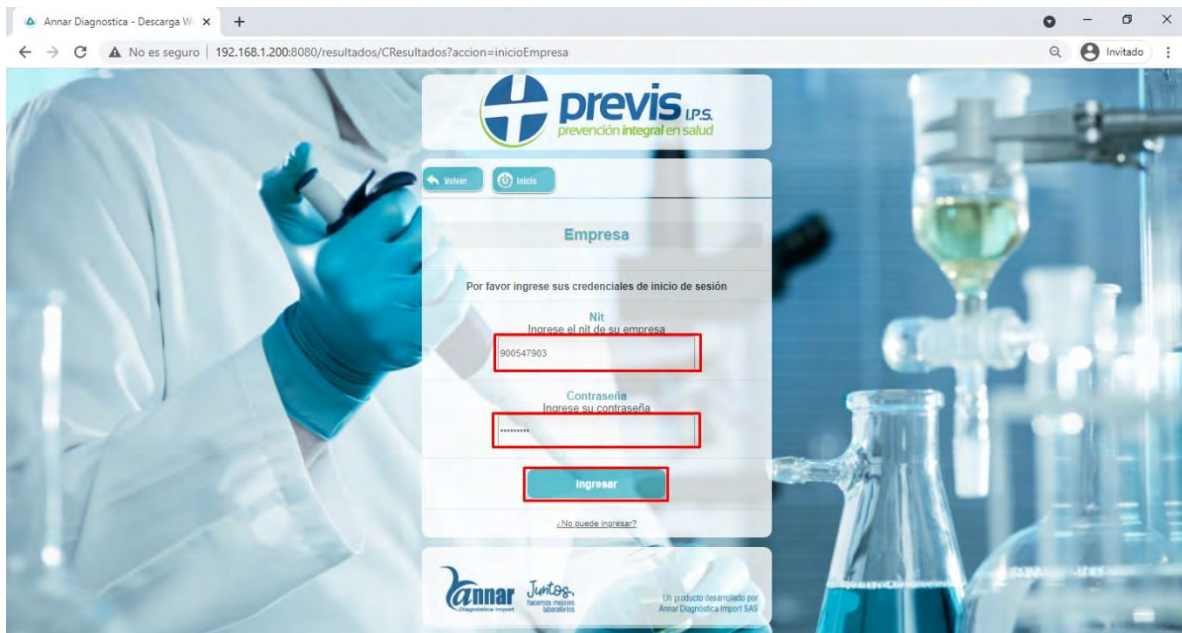 Annar Diagnostica - Descarga W
No es seguro | 192.168.1.200:8080/resultados/CResultados?accion=inicioEmpresa
Invitado
previs I.P.S.
prevención integral en salud
Volver
Inicio
Empresa
Por favor ingrese sus credenciales de inicio de sesión
Nit
Ingrese el nit de su empresa
900547903
Contraseña
Ingrese su contraseña
•••••••••
Ingresar
¿No puede ingresar?
annar
Diagnóstica Import
Juntos,
hacemos mejores
laboratorios
Un producto desarrollado por
Annar Diagnóstica Import SAS